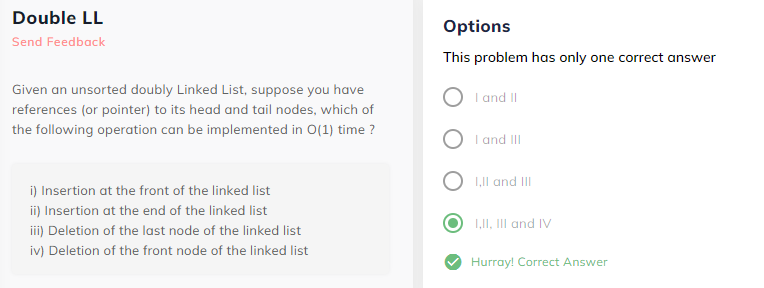 Double LL
Send Feedback
Given an unsorted doubly Linked List, suppose you have
references (or pointer) to its head and tail nodes, which of
the following operation can be implemented in O(1) time ?
i) Insertion at the front of the linked list
ii) Insertion at the end of the linked list
iii) Deletion of the last node of the linked list
iv) Deletion of the front node of the linked list
Options
This problem has only one correct answer
I and II
I and III
I,II and III
I,II, III and IV
Hurray! Correct Answer